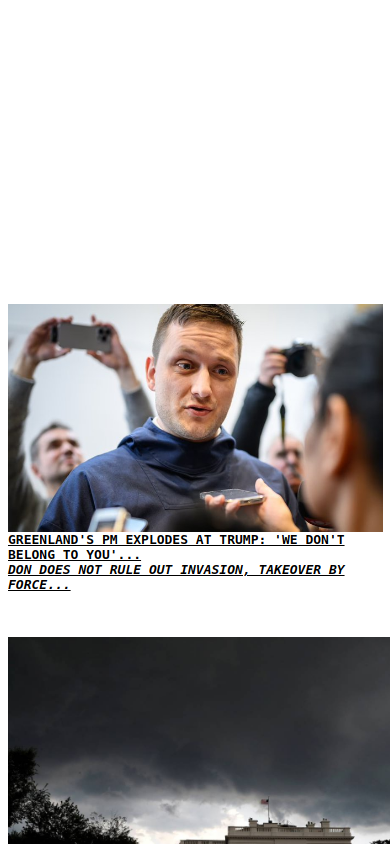 GREENLAND'S PM EXPLODES AT TRUMP: 'WE DON'T
BELONG TO YOU'...
DON DOES NOT RULE OUT INVASION, TAKEOVER BY
FORCE...